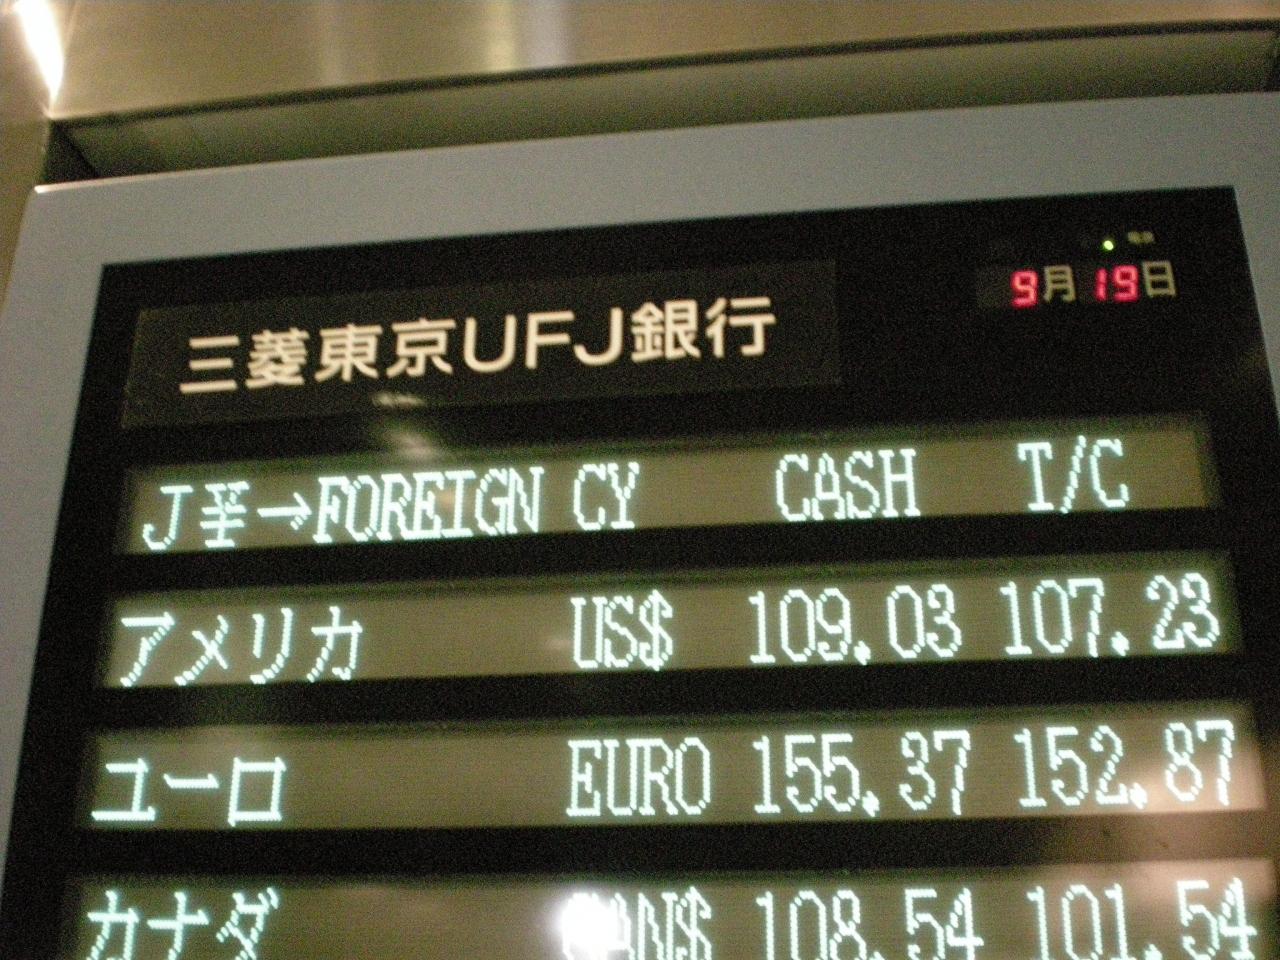 9月19日
三菱東京UFJ銀行
J¥→FOREIGN CY CASH T/C
アメリカ US$ 109.03 107.23
ユーロ EURO 155.37 152.87
カナダ CAN$ 108.54 101.54